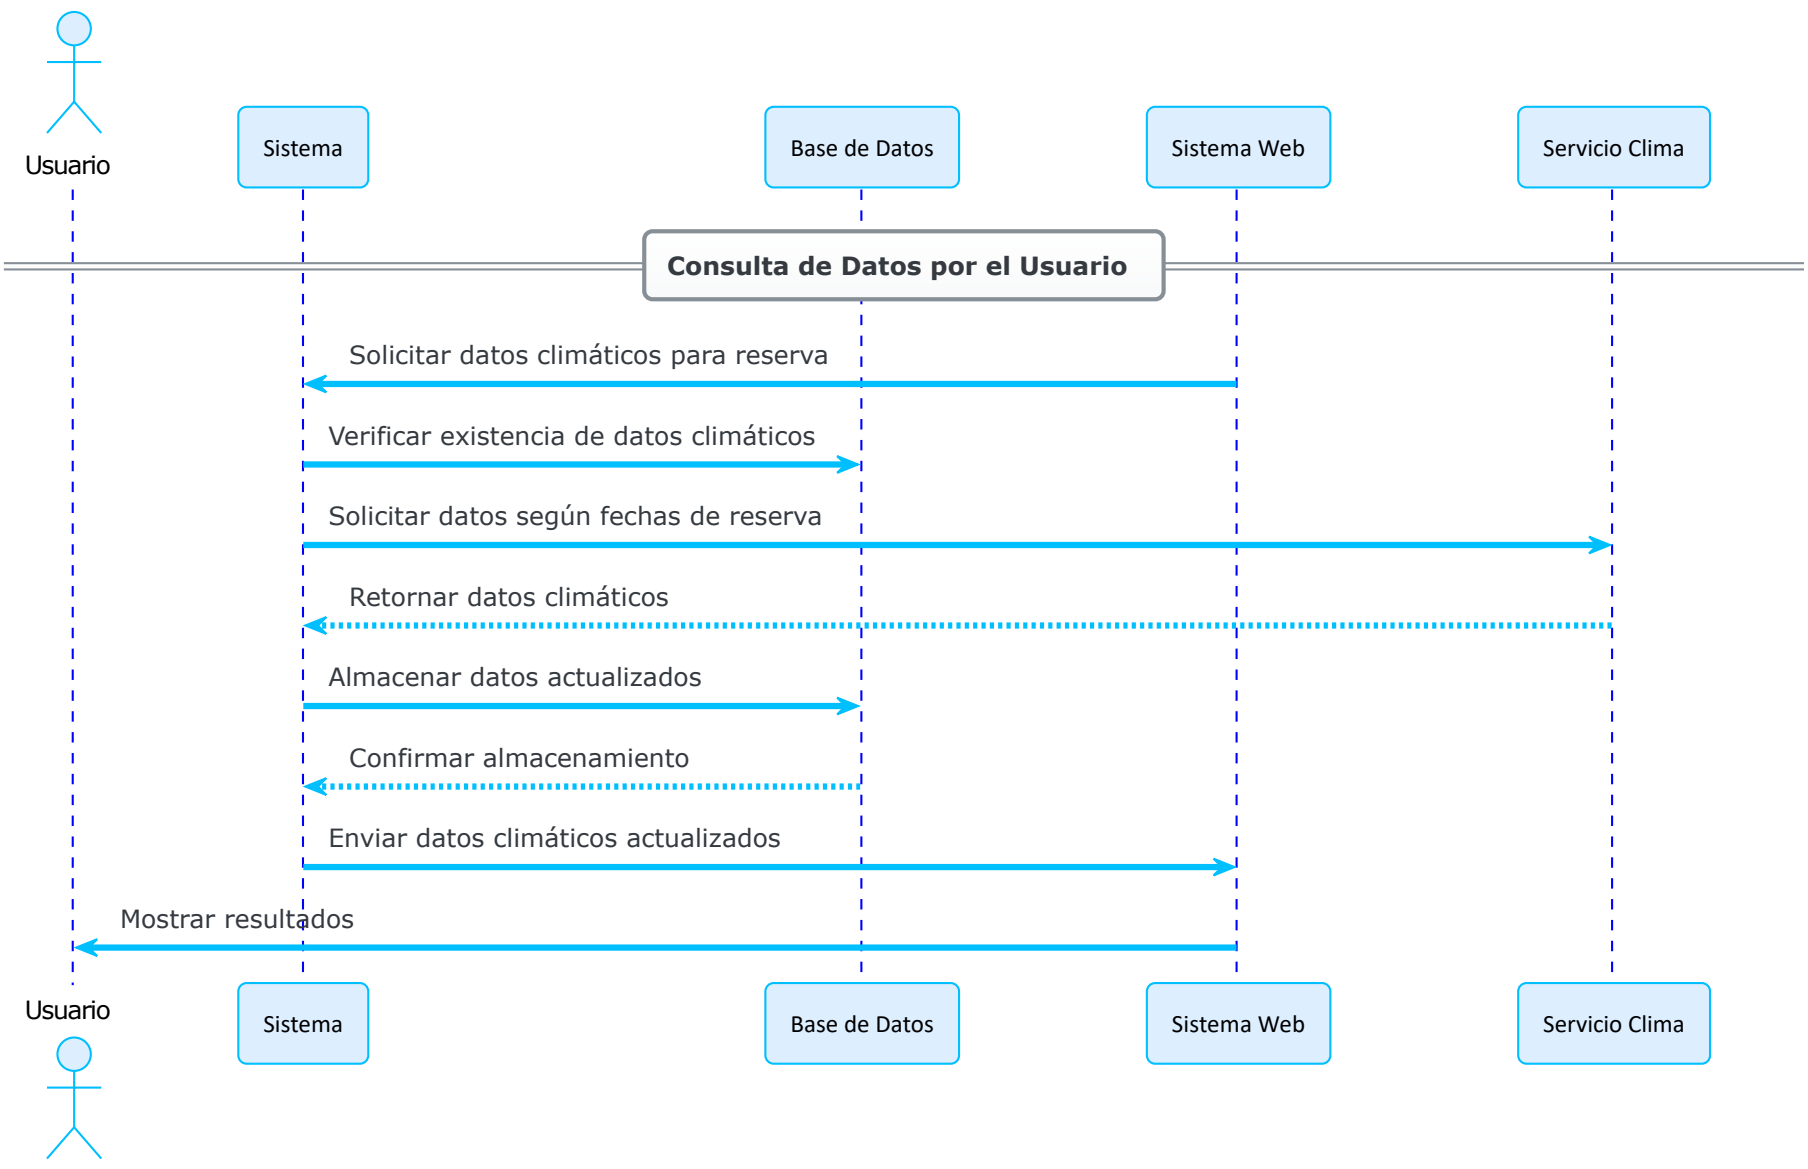 Usuario
Sistema
Base de Datos
Sistema Web
Servicio Clima
Consulta de Datos por el Usuario
Solicitar datos climáticos para reserva
Verificar existencia de datos climáticos
Solicitar datos según fechas de reserva
Retornar datos climáticos
Almacenar datos actualizados
Confirmar almacenamiento
Enviar datos climáticos actualizados
Mostrar resultados
Usuario
Sistema
Base de Datos
Sistema Web
Servicio Clima